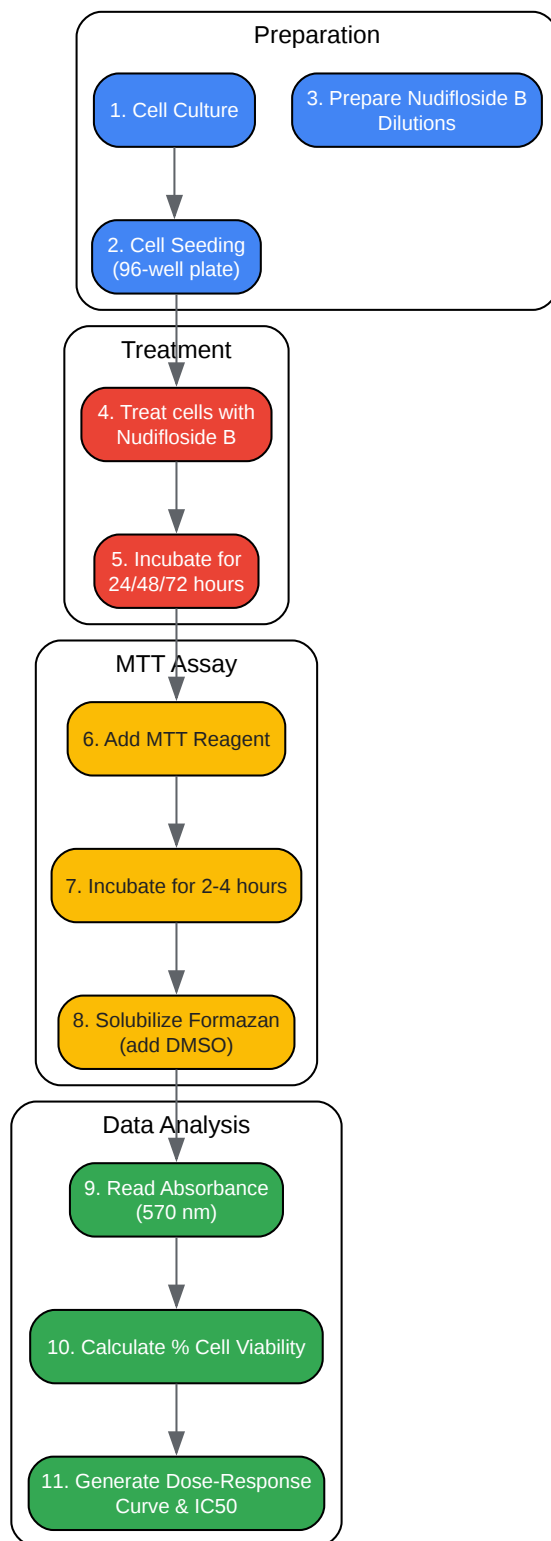 Preparation
1. Cell Culture
3. Prepare Nudifloside B
Dilutions
2. Cell Seeding
(96-well plate)
Treatment
4. Treat cells with
Nudifloside B
5. Incubate for
24/48/72 hours
MTT Assay
6. Add MTT Reagent
7. Incubate for 2-4 hours
8. Solubilize Formazan
(add DMSO)
Data Analysis
9. Read Absorbance
(570 nm)
10. Calculate % Cell Viability
11. Generate Dose-Response
Curve & IC50